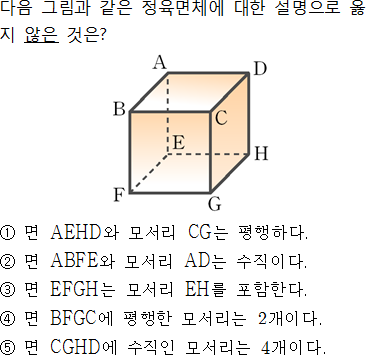 다음 그림과 같은 정육면체에 대한 설명으로 옳
지 않은 것은?
A
D
B
C
E
H
F
G
① 면 AEHD와 모서리 CG는 평행하다.
② 면 ABFE와 모서리 AD는 수직이다.
③ 면 EFGH는 모서리 EH를 포함한다.
④ 면 BFGC에 평행한 모서리는 2개이다.
⑤ 면 CGHD에 수직인 모서리는 4개이다.